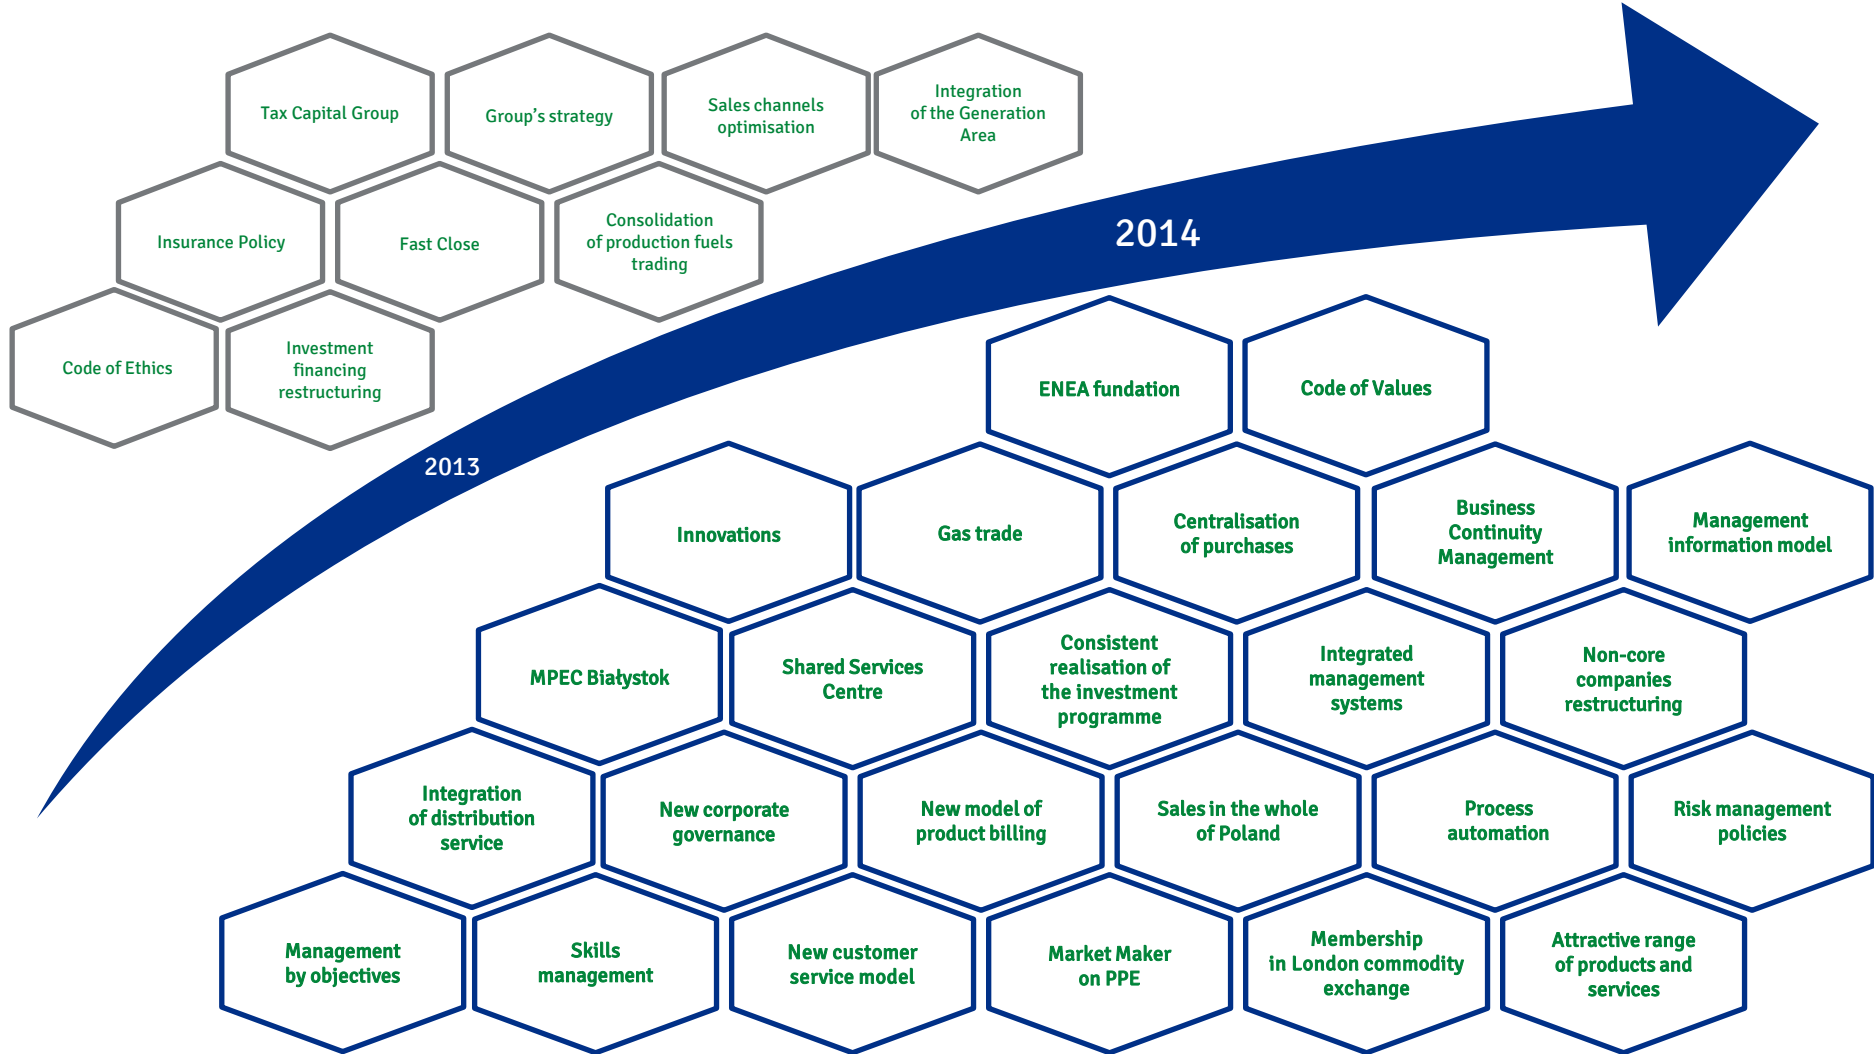 Tax Capital Group
Group’s strategy
Sales channels
optimisation
Integration
of the Generation
Area
Insurance Policy
Fast Close
Consolidation
of production fuels
trading
Code of Ethics
Investment
financing
restructuring
2014
2013
ENEA fundation
Code of Values
Innovations
Gas trade
Centralisation
of purchases
Business
Continuity
Management
Management
information model
MPEC Białystok
Shared Services
Centre
Consistent
realisation of
the investment
programme
Integrated
management
systems
Non-core
companies
restructuring
Integration
of distribution
service
New corporate
governance
New model of
product billing
Sales in the whole
of Poland
Process
automation
Risk management
policies
Management
by objectives
Skills
management
New customer
service model
Market Maker
on PPE
Membership
in London commodity
exchange
Attractive range
of products and
services